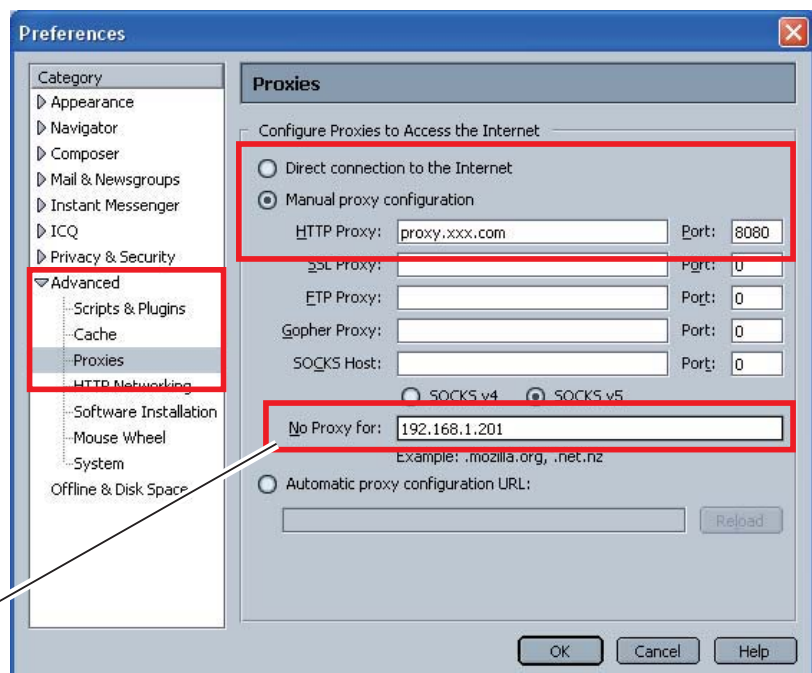 Preferences
Category
Appearance
Navigator
Composer
Mail & Newsgroups
Instant Messenger
ICQ
Privacy & Security
Advanced
Scripts & Plugins
Cache
Proxies
HTTP Networking
Software Installation
Mouse Wheel
System
Offline & Disk Space
Proxies
Configure Proxies to Access the Internet
Direct connection to the Internet
Manual proxy configuration
HTTP Proxy: proxy.xxx.com Port: 8080
SSL Proxy: Port: 0
FTP Proxy: Port: 0
Gopher Proxy: Port: 0
SOCKS Host: Port: 0
SOCKS v4 SOCKS v5
No Proxy for: 192.168.1.201
Example: .mozilla.org, .net.nz
Automatic proxy configuration URL:
Reload
OK Cancel Help